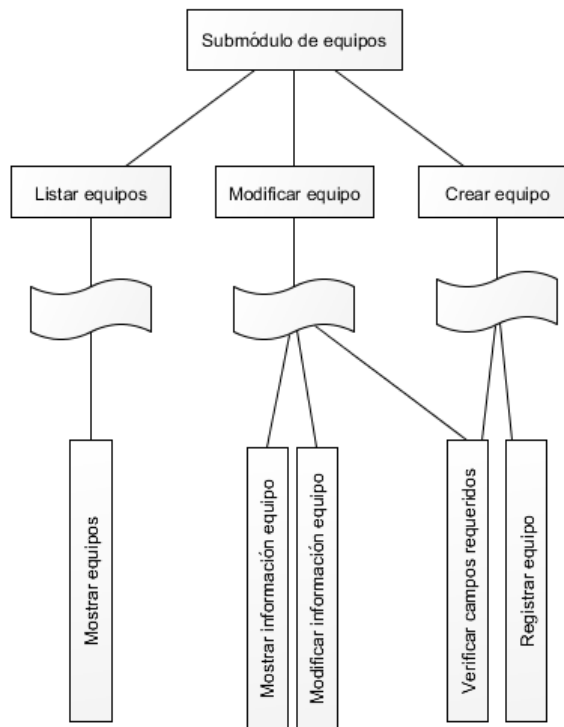 Submódulo de equipos
Listar equipos
Modificar equipo
Crear equipo
Mostrar equipos
Mostrar información equipo
Modificar información equipo
Verificar campos requeridos
Registrar equipo